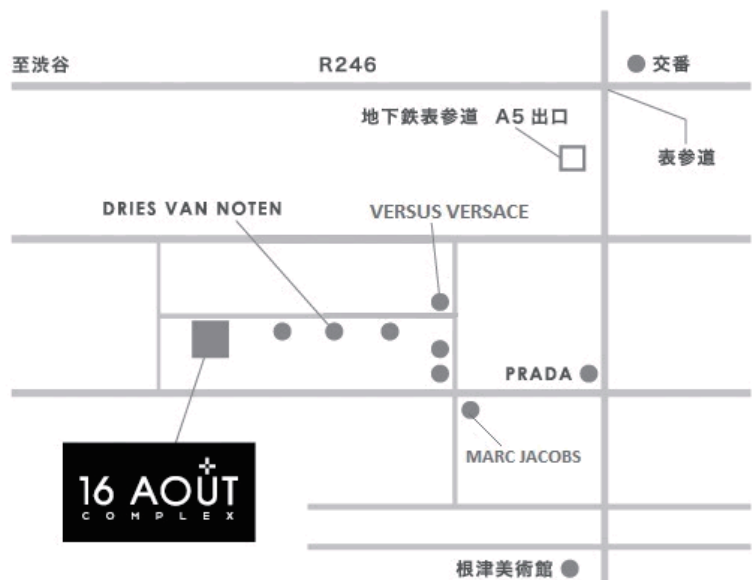 至渋谷
R246
交番
地下鉄表参道 A5 出口
表参道
DRIES VAN NOTEN
VERSUS VERSACE
PRADA
MARC JACOBS
16 AOÛT
COMPLEX
根津美術館